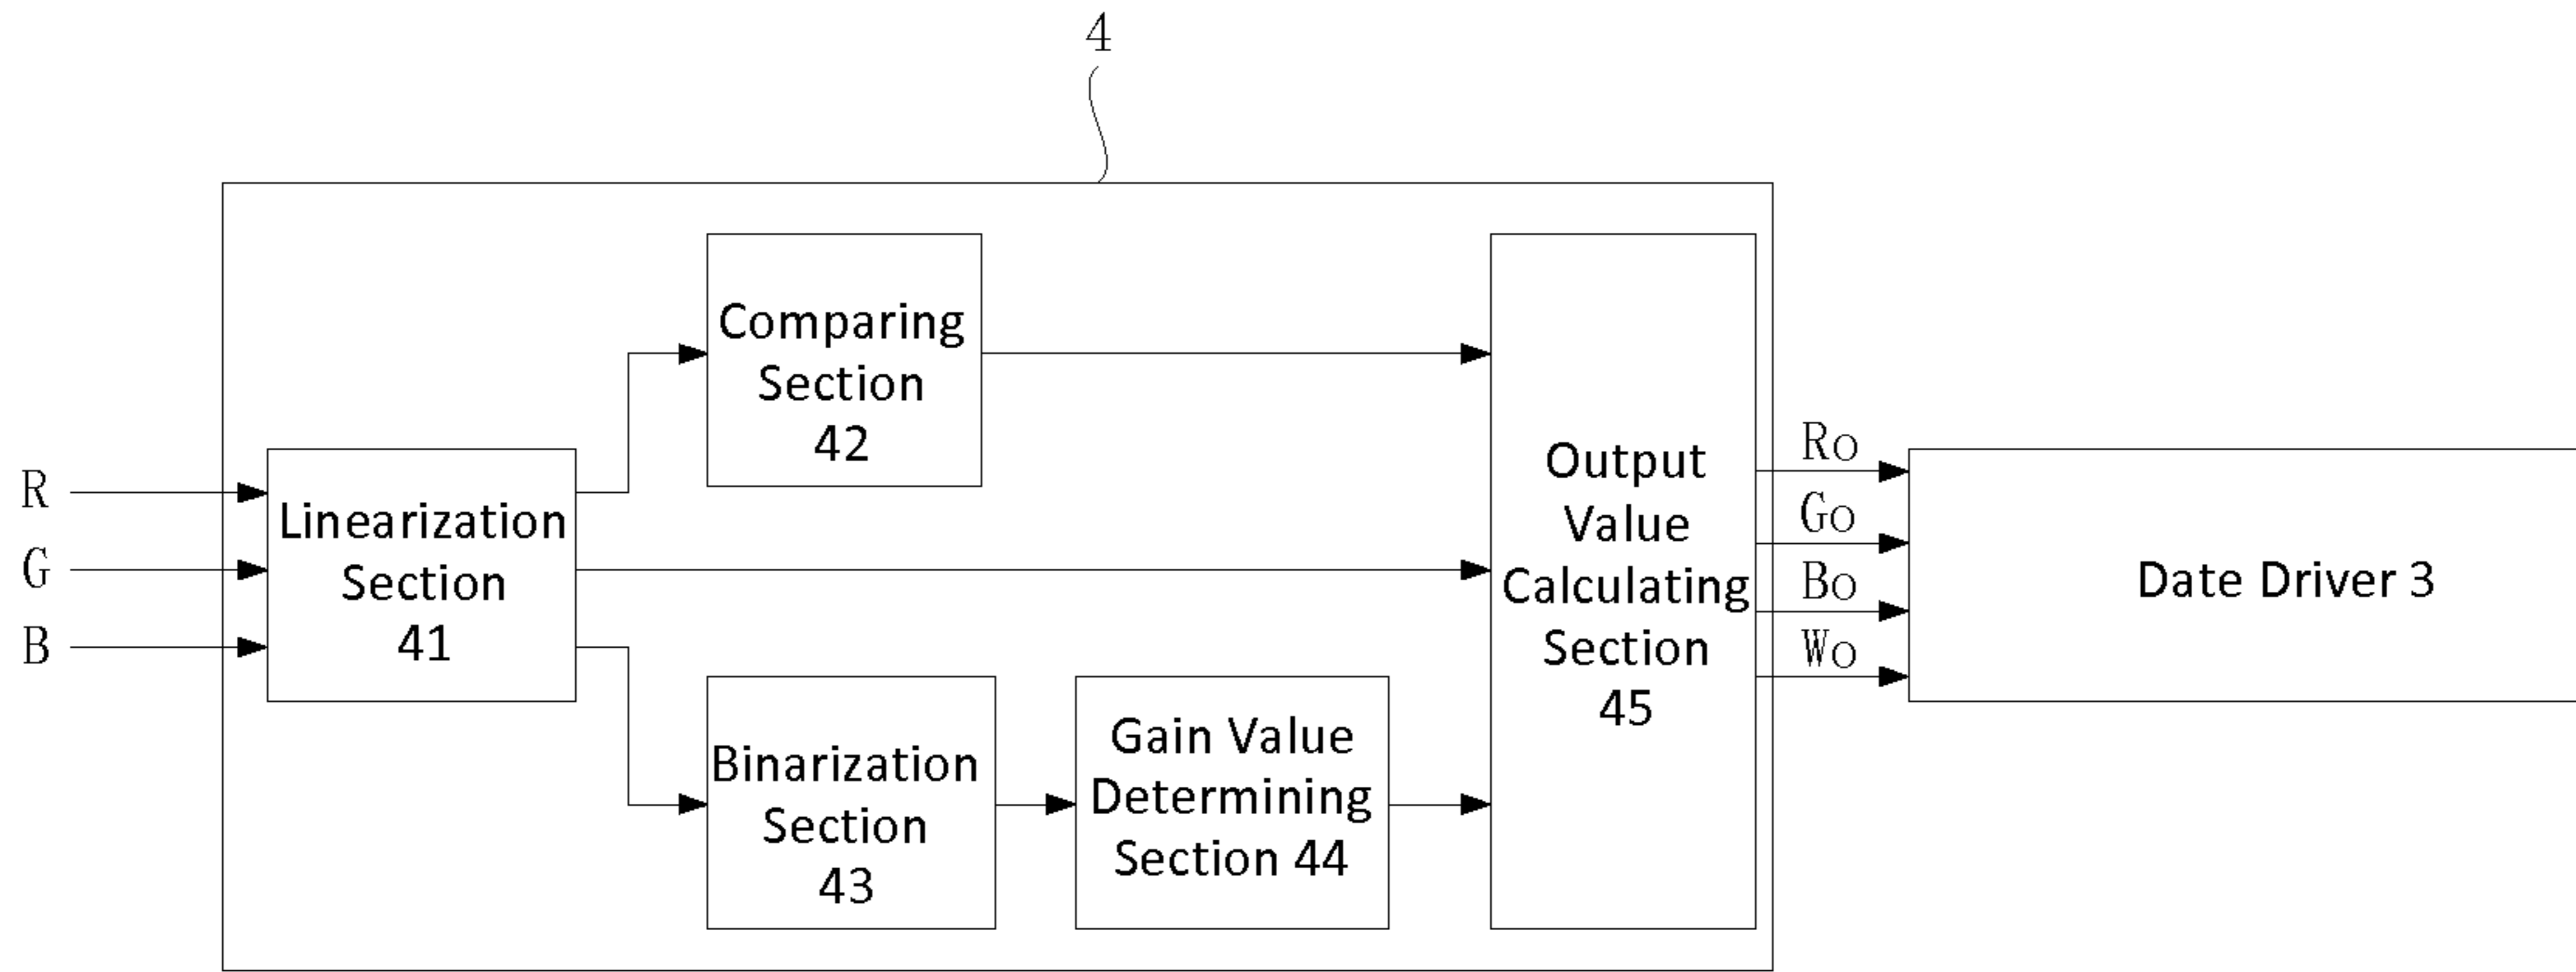 4
R
G
B
Linearization
Section
41
Comparing
Section
42
Binarization
Section
43
Gain Value
Determining
Section 44
Output
Value
Calculating
Section
45
Ro
Go
Bo
Wo
Date Driver 3